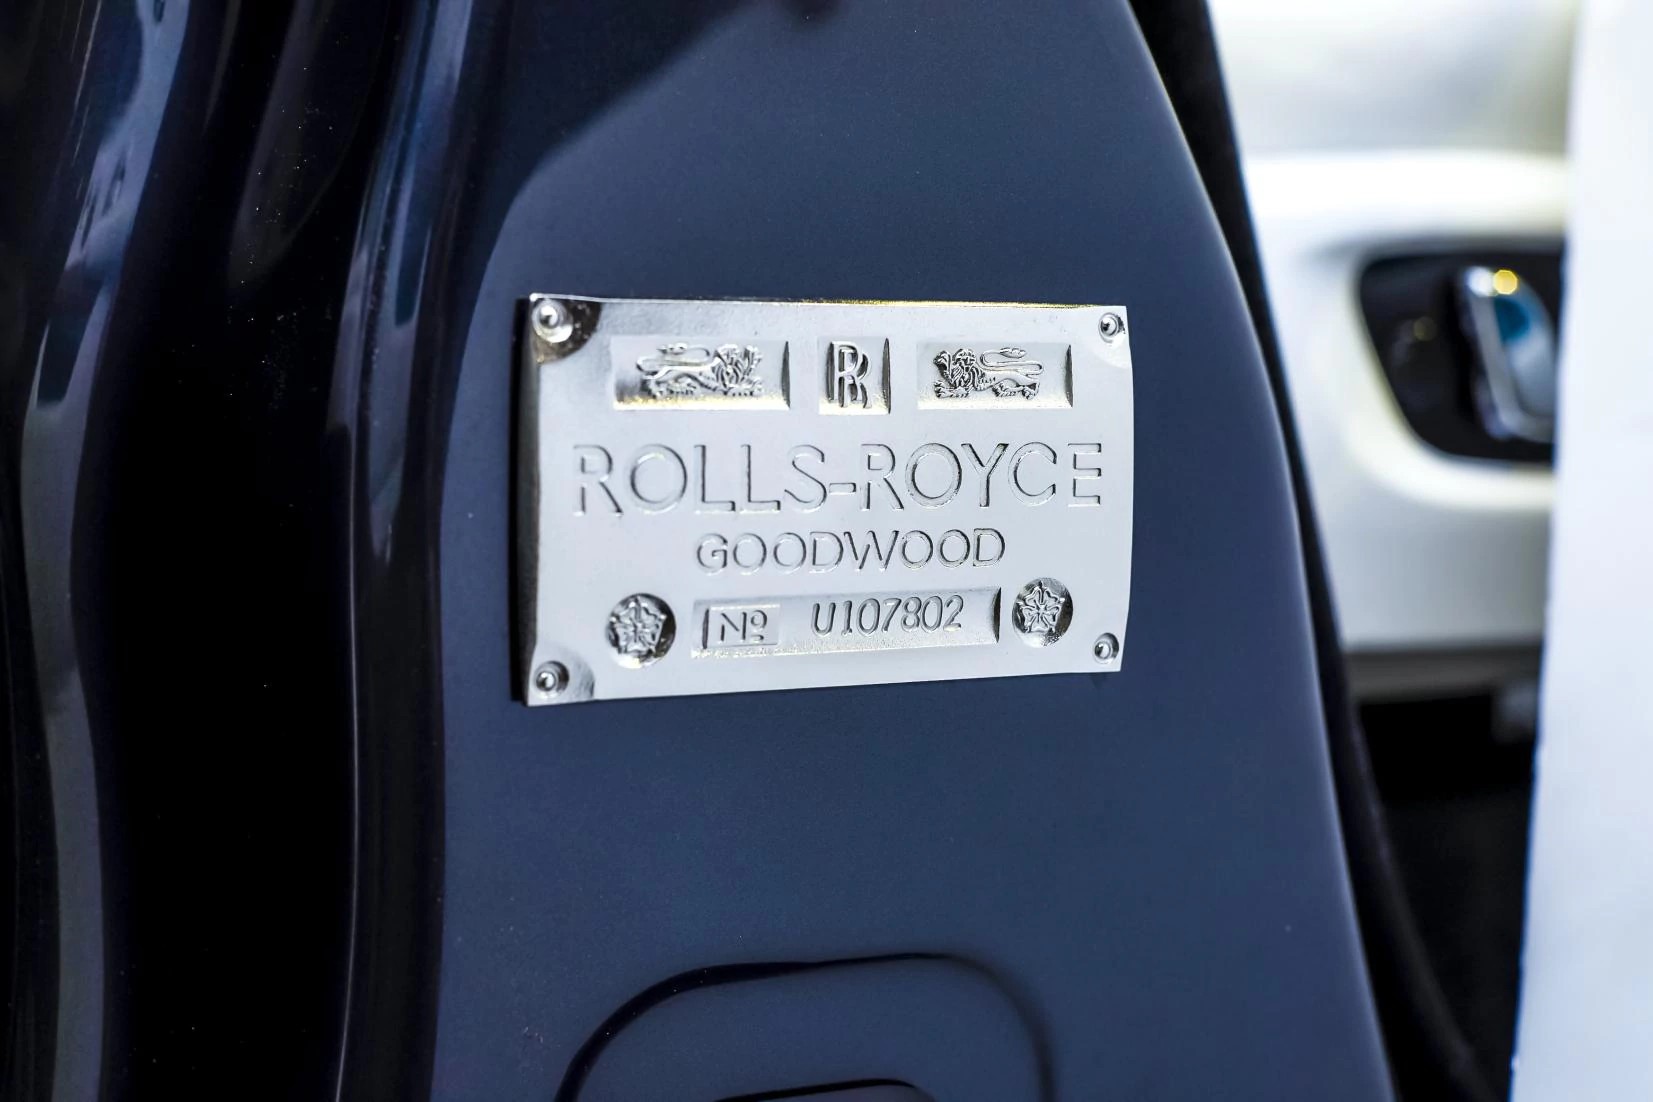 RR
ROLLS-ROYCE
GOODWOOD
Nº U107802